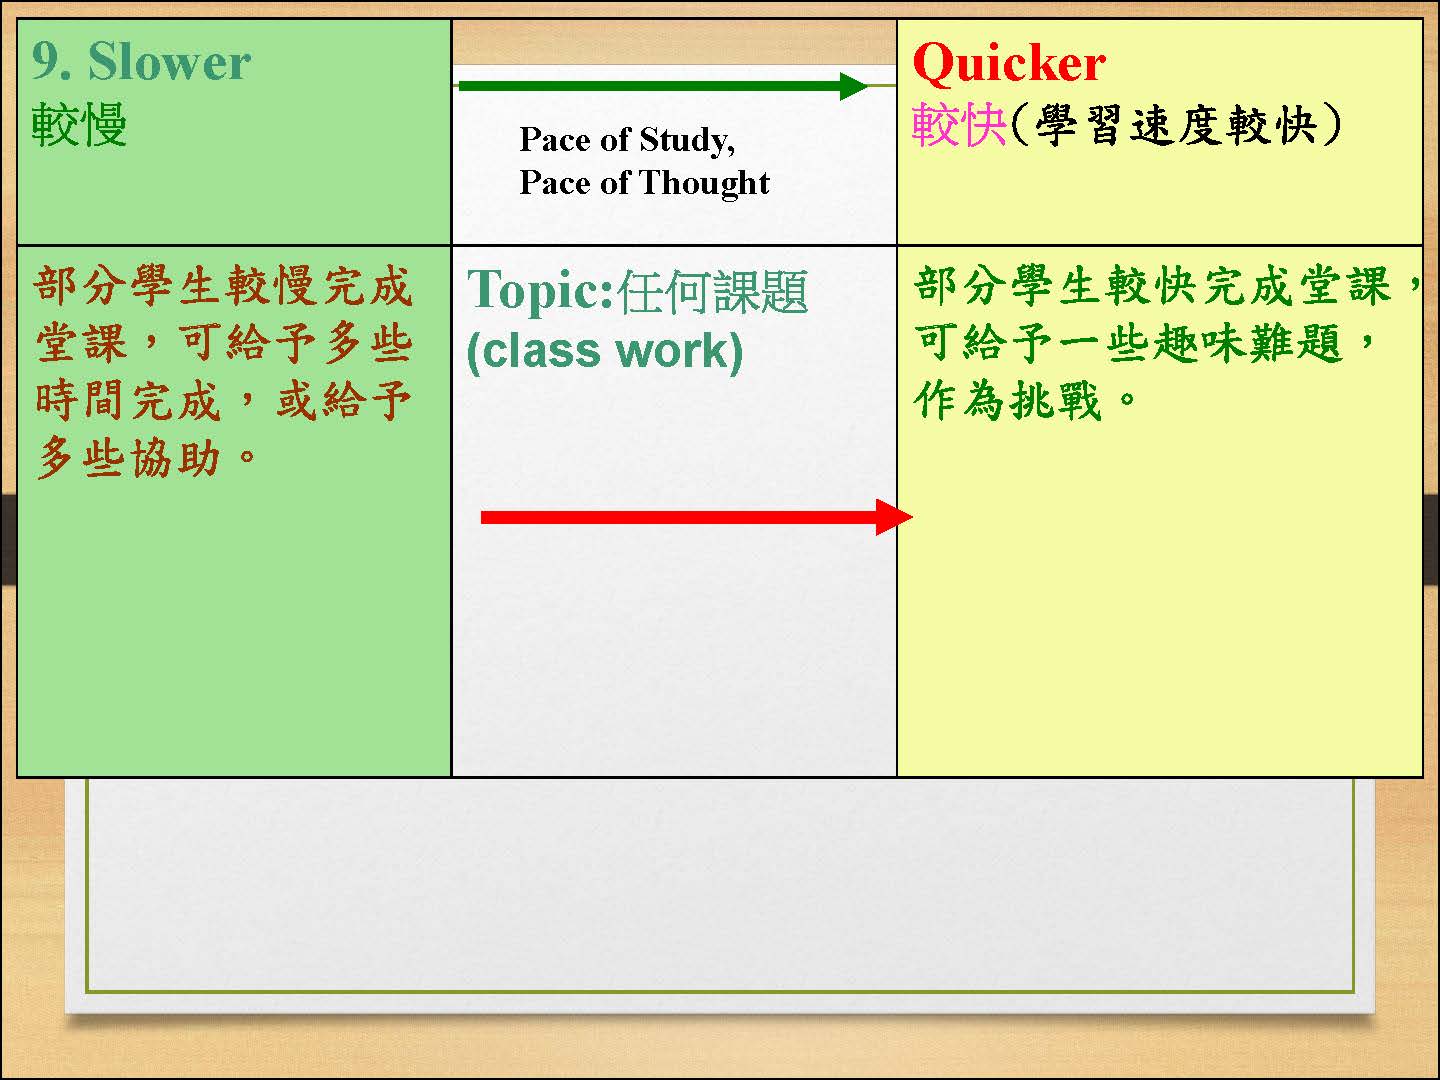 9. Slower
較慢
Pace of Study,
Pace of Thought
Quicker
較快(學習速度較快)
部分學生較慢完成
堂課，可給予多些
時間完成，或給予
多些協助。
Topic:任何課題
(class work)
部分學生較快完成堂課，
可給予一些趣味難題，
作為挑戰。